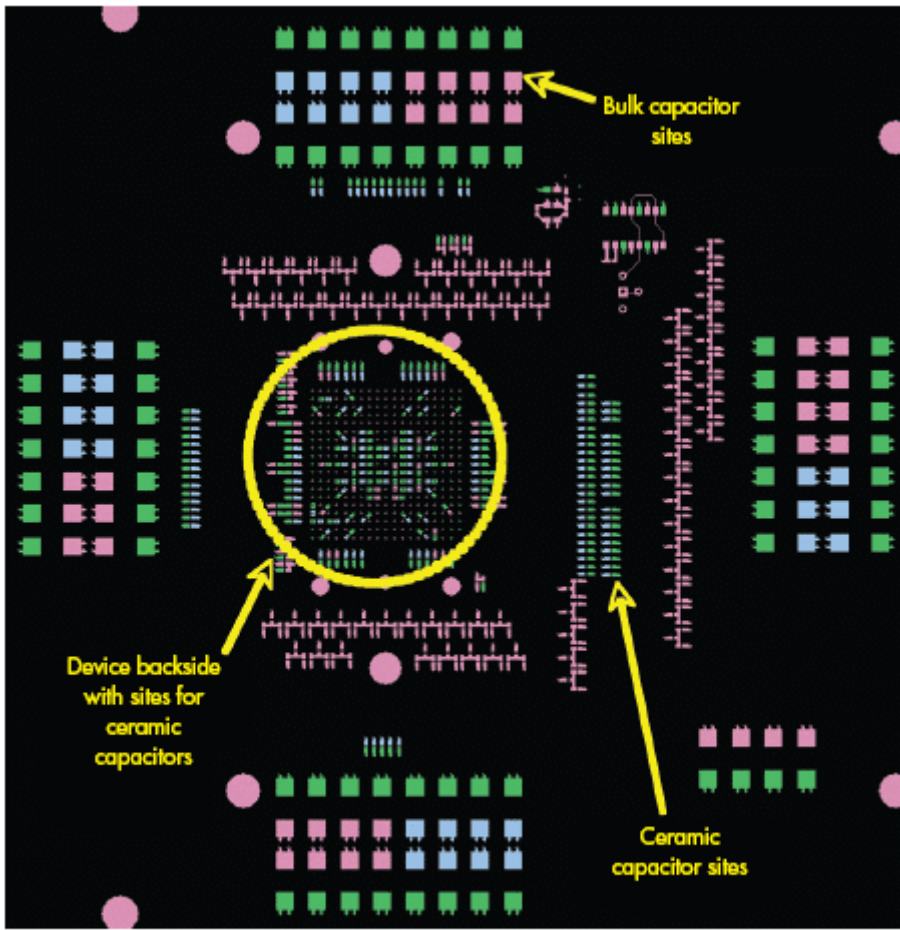 Bulk capacitor
sites
Device backside
with sites for
ceramic
capacitors
Ceramic
capacitor sites